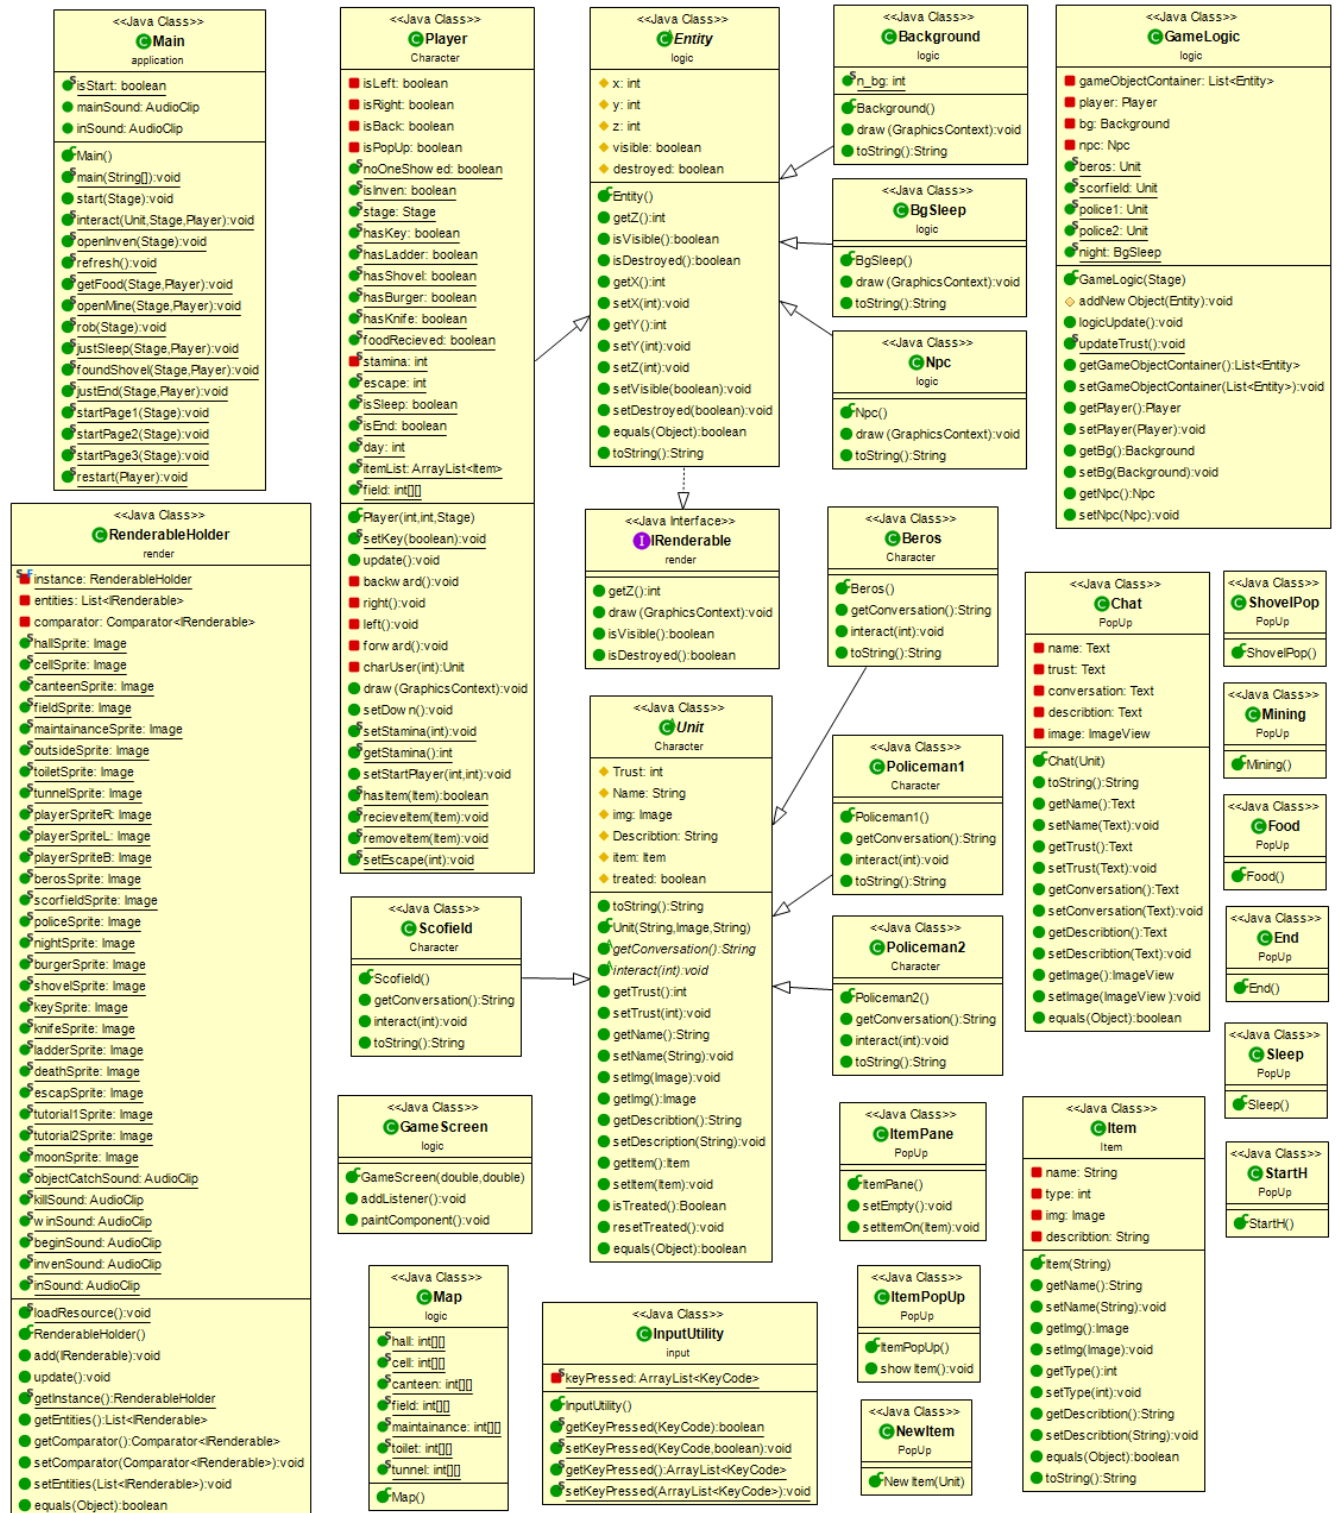 <<Java Class>>
Main
application
isStart: boolean
mainSound: AudioClip
inSound: AudioClip
Main()
main(String[]):void
start(Stage):void
interact(Unit,Stage,Player):void
openInven(Stage):void
refresh():void
getFood(Stage,Player):void
openMine(Stage,Player):void
rob(Stage):void
justSleep(Stage,Player):void
foundShovel(Stage,Player):void
justEnd(Stage,Player):void
startPage1(Stage):void
startPage2(Stage):void
startPage3(Stage):void
restart(Player):void
<<Java Class>>
Player
Character
isLeft: boolean
isRight: boolean
isBack: boolean
isPopUp: boolean
noOneShowed: boolean
isInven: boolean
stage: Stage
hasKey: boolean
hasLadder: boolean
hasShovel: boolean
hasBurger: boolean
hasKnife: boolean
foodRecieved: boolean
stamina: int
escape: int
isSleep: boolean
isEnd: boolean
day: int
itemList: ArrayList<Item>
field: int[][]
Player(int,int,Stage)
setKey(boolean):void
update():void
backward():void
right():void
left():void
forward():void
charUser(int):Unit
draw(GraphicsContext):void
setDown():void
setStamina(int):void
getStamina():int
setStartPlayer(int,int):void
hasItem(Item):boolean
recieveItem(Item):void
removeItem(Item):void
setEscape(int):void
<<Java Class>>
Entity
logic
x: int
y: int
z: int
visible: boolean
destroyed: boolean
Entity()
getZ():int
isVisible():boolean
isDestroyed():boolean
getX():int
setX(int):void
getY():int
setY(int):void
setZ(int):void
setVisible(boolean):void
setDestroyed(boolean):void
equals(Object):boolean
toString():String
<<Java Class>>
Background
logic
n_bg: int
Background()
draw(GraphicsContext):void
toString():String
<<Java Class>>
BgSleep
logic
BgSleep()
draw(GraphicsContext):void
toString():String
<<Java Class>>
Npc
logic
Npc()
draw(GraphicsContext):void
toString():String
<<Java Class>>
GameLogic
logic
gameObjectContainer: List<Entity>
player: Player
bg: Background
npc: Npc
beros: Unit
scorfield: Unit
police1: Unit
police2: Unit
night: BgSleep
GameLogic(Stage)
addNewObject(Entity):void
logicUpdate():void
updateTrust():void
getGameObjectContainer():List<Entity>
setGameObjectContainer(List<Entity>):void
getPlayer():Player
setPlayer(Player):void
getBg():Background
setBg(Background):void
getNpc():Npc
setNpc(Npc):void
<<Java Class>>
RenderableHolder
render
instance: RenderableHolder
entities: List<IRenderable>
comparator: Comparator<IRenderable>
hallSprite: Image
cellSprite: Image
canteenSprite: Image
fieldSprite: Image
maintainanceSprite: Image
outsideSprite: Image
toiletSprite: Image
tunnelSprite: Image
playerSpriteR: Image
playerSpriteL: Image
playerSpriteB: Image
berosSprite: Image
scorfieldSprite: Image
policeSprite: Image
nightSprite: Image
burgerSprite: Image
shovelSprite: Image
keySprite: Image
knifeSprite: Image
ladderSprite: Image
deathSprite: Image
escapSprite: Image
tutorial1Sprite: Image
tutorial2Sprite: Image
moonSprite: Image
objectCatchSound: AudioClip
killSound: AudioClip
winSound: AudioClip
beginSound: AudioClip
invenSound: AudioClip
inSound: AudioClip
loadResource():void
RenderableHolder()
add(IRenderable):void
update():void
getInstance():RenderableHolder
getEntities():List<IRenderable>
getComparator():Comparator<IRenderable>
setComparator(Comparator<IRenderable>):void
setEntities(List<IRenderable>):void
equals(Object):boolean
<<Java Interface>>
IRenderable
render
getZ():int
draw(GraphicsContext):void
isVisible():boolean
isDestroyed():boolean
<<Java Class>>
Beros
Character
Beros()
getConversation():String
interact(int):void
toString():String
<<Java Class>>
Unit
Character
Trust: int
Name: String
img: Image
Describtion: String
item: Item
treated: boolean
toString():String
Unit(String,Image,String)
getConversation():String
interact(int):void
getTrust():int
setTrust(int):void
getName():String
setName(String):void
setImg(Image):void
getImg():Image
getDescribtion():String
setDescription(String):void
getItem():Item
setItem(Item):void
isTreated():Boolean
resetTreated():void
equals(Object):boolean
<<Java Class>>
Policeman1
Character
Policeman1()
getConversation():String
interact(int):void
toString():String
<<Java Class>>
Policeman2
Character
Policeman2()
getConversation():String
interact(int):void
toString():String
<<Java Class>>
Scofield
Character
Scofield()
getConversation():String
interact(int):void
toString():String
<<Java Class>>
Chat
PopUp
name: Text
trust: Text
conversation: Text
describtion: Text
image: ImageView
Chat(Unit)
toString():String
getName():Text
setName(Text):void
getTrust():Text
setTrust(Text):void
getConversation():Text
setConversation(Text):void
getDescribtion():Text
setDescribtion(Text):void
getImage():ImageView
setImage(ImageView):void
equals(Object):boolean
<<Java Class>>
ShovelPop
PopUp
ShovelPop()
<<Java Class>>
Mining
PopUp
Mining()
<<Java Class>>
Food
PopUp
Food()
<<Java Class>>
End
PopUp
End()
<<Java Class>>
Sleep
PopUp
Sleep()
<<Java Class>>
StartH
PopUp
StartH()
<<Java Class>>
GameScreen
logic
GameScreen(double,double)
addListener():void
paintComponent():void
<<Java Class>>
Map
logic
hall: int[][]
cell: int[][]
canteen: int[][]
field: int[][]
maintainance: int[][]
toilet: int[][]
tunnel: int[][]
Map()
<<Java Class>>
InputUtility
input
keyPressed: ArrayList<KeyCode>
InputUtility()
getKeyPressed(KeyCode):boolean
setKeyPressed(KeyCode,boolean):void
getKeyPressed():ArrayList<KeyCode>
setKeyPressed(ArrayList<KeyCode>):void
<<Java Class>>
ItemPane
PopUp
ItemPane()
setEmpty():void
setItemOn(Item):void
<<Java Class>>
ItemPopUp
PopUp
ItemPopUp()
showItem():void
<<Java Class>>
NewItem
PopUp
NewItem(Unit)
<<Java Class>>
Item
Item
name: String
type: int
img: Image
describtion: String
Item(String)
getName():String
setName(String):void
getImg():Image
setImg(Image):void
getType():int
setType(int):void
getDescribtion():String
setDescribtion(String):void
equals(Object):boolean
toString():String